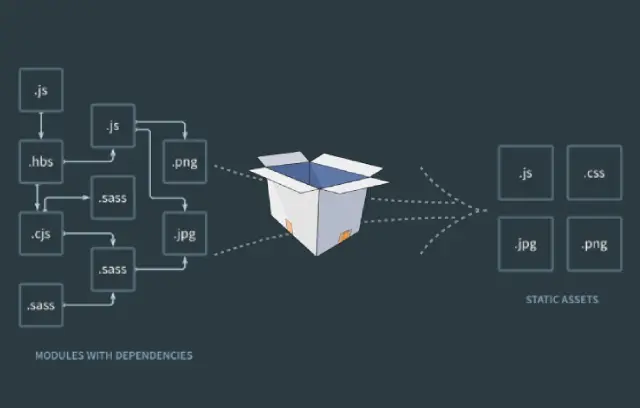 .js
.js
.hbs
.png
.sass
.cjs
.jpg
.sass
.sass
MODULES WITH DEPENDENCIES
.js
.css
.jpg
.png
STATIC ASSETS